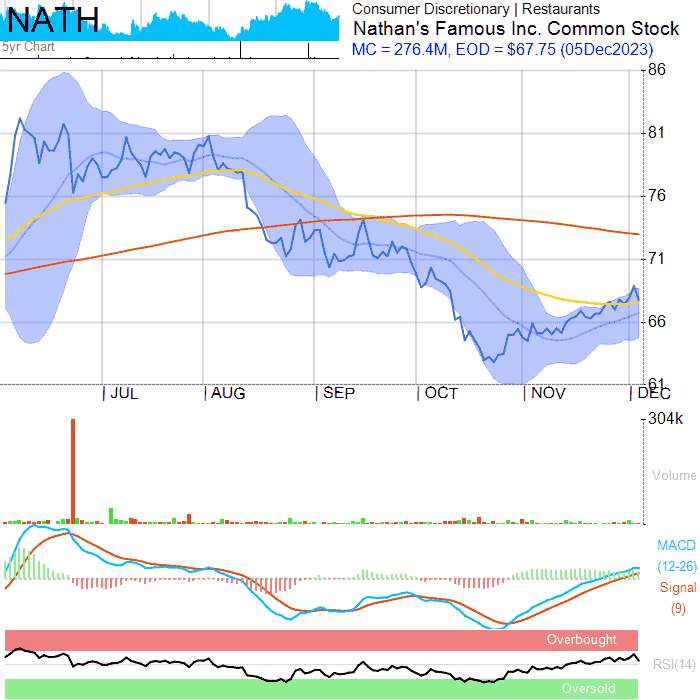 NATH
5yr Chart
Consumer Discretionary | Restaurants
Nathan's Famous Inc. Common Stock
MC = 276.4M, EOD = $67.75 (05Dec2023)
86
81
76
71
66
61
JUL
AUG
SEP
OCT
NOV
DEC
304k
Volume
MACD
(12-26)
Signal
(9)
Overbought
RSI(14)
Oversold